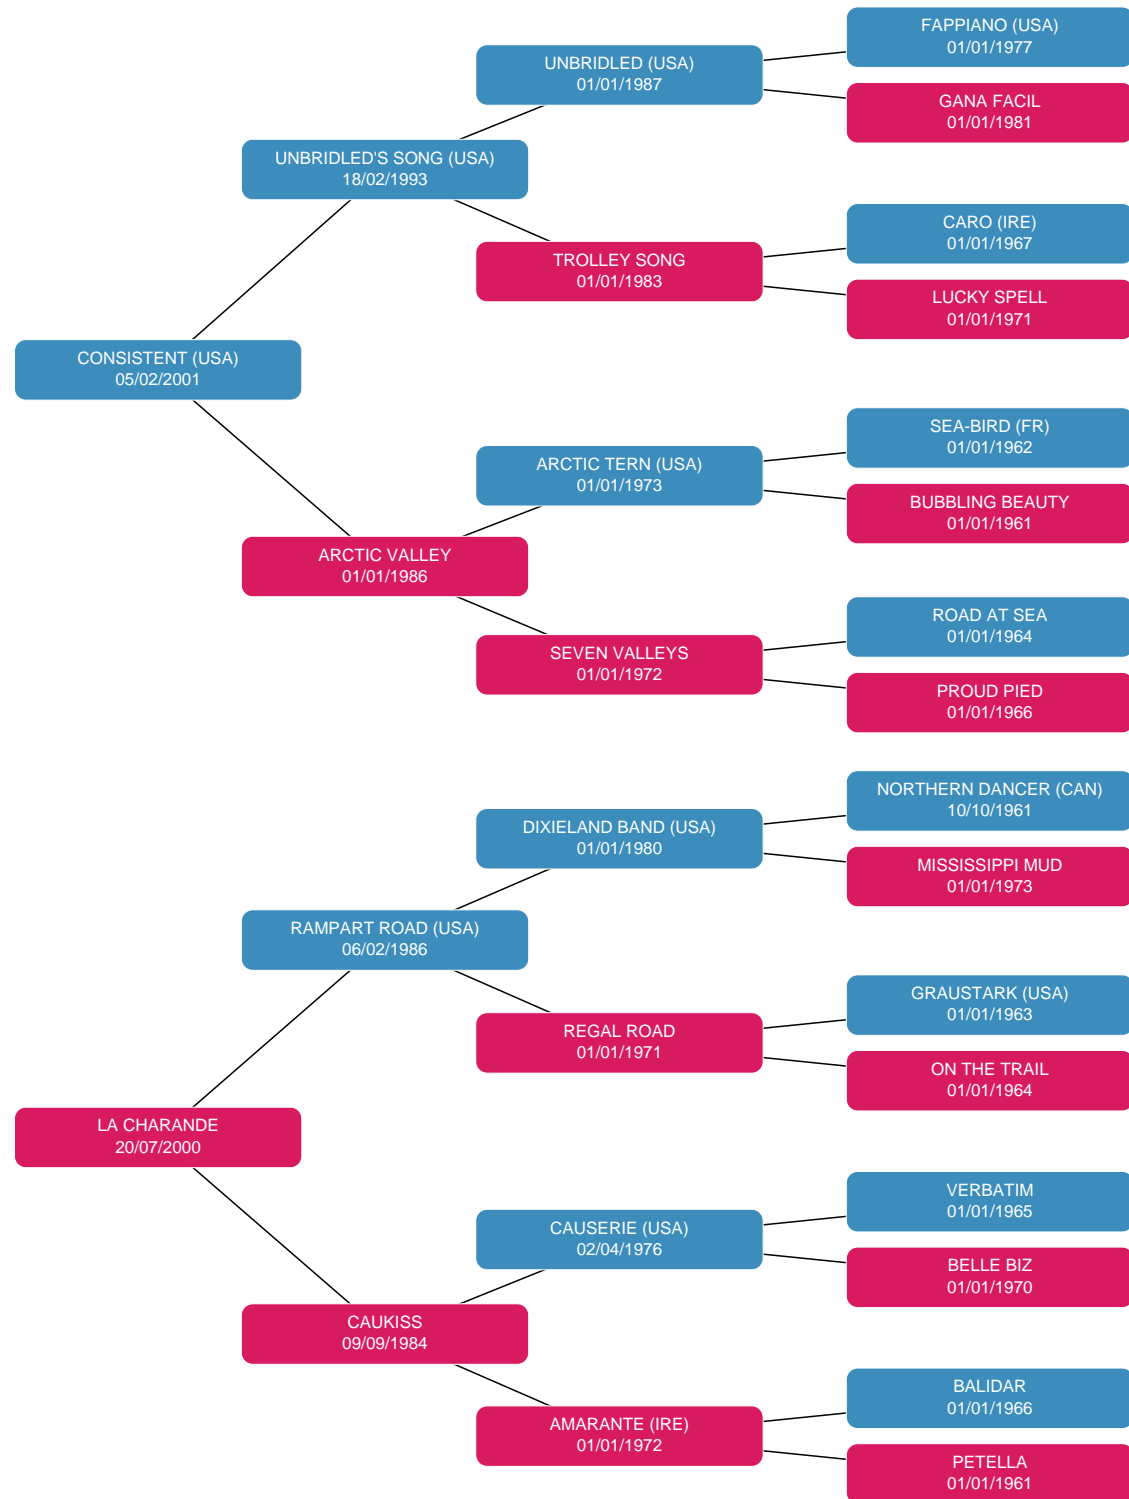 FAPPIANO (USA)
01/01/1977
UNBRIDLED (USA)
01/01/1987
GANA FACIL
01/01/1981
UNBRIDLED'S SONG (USA)
18/02/1993
CARO (IRE)
01/01/1967
TROLLEY SONG
01/01/1983
LUCKY SPELL
01/01/1971
CONSISTENT (USA)
05/02/2001
SEA-BIRD (FR)
01/01/1962
ARCTIC TERN (USA)
01/01/1973
BUBBLING BEAUTY
01/01/1961
ARCTIC VALLEY
01/01/1986
ROAD AT SEA
01/01/1964
SEVEN VALLEYS
01/01/1972
PROUD PIED
01/01/1966
NORTHERN DANCER (CAN)
10/10/1961
DIXIELAND BAND (USA)
01/01/1980
MISSISSIPPI MUD
01/01/1973
RAMPART ROAD (USA)
06/02/1986
GRAUSTARK (USA)
01/01/1963
REGAL ROAD
01/01/1971
ON THE TRAIL
01/01/1964
LA CHARANDE
20/07/2000
VERBATIM
01/01/1965
CAUSERIE (USA)
02/04/1976
BELLE BIZ
01/01/1970
CAUKISS
09/09/1984
BALIDAR
01/01/1966
AMARANTE (IRE)
01/01/1972
PETELLA
01/01/1961